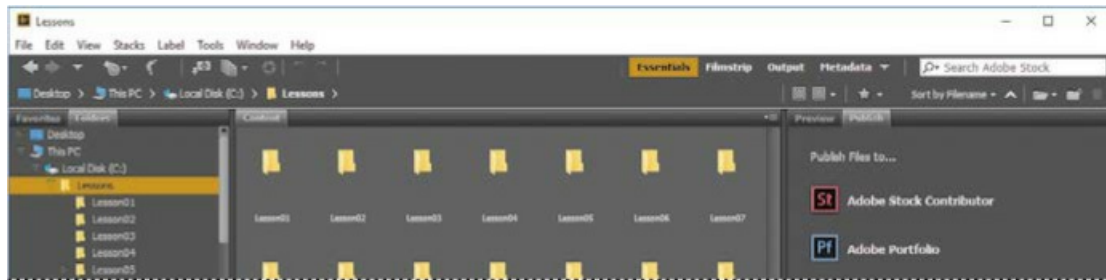 Lessons
File Edit View Stacks Label Tools Window Help
Essentials Filmstrip Output Metadata Search Adobe Stock
Desktop > This PC > Local Disk (C:) > Lessons > Sort by Filename
Favorites Folders Content Preview Publish
Desktop
This PC
Local Disk (C:)
Lessons
Lesson01
Lesson02
Lesson03
Lesson04
Lesson05
Lesson01 Lesson02 Lesson03 Lesson04 Lesson05 Lesson06 Lesson07
Publish Files to...
St Adobe Stock Contributor
Pf Adobe Portfolio